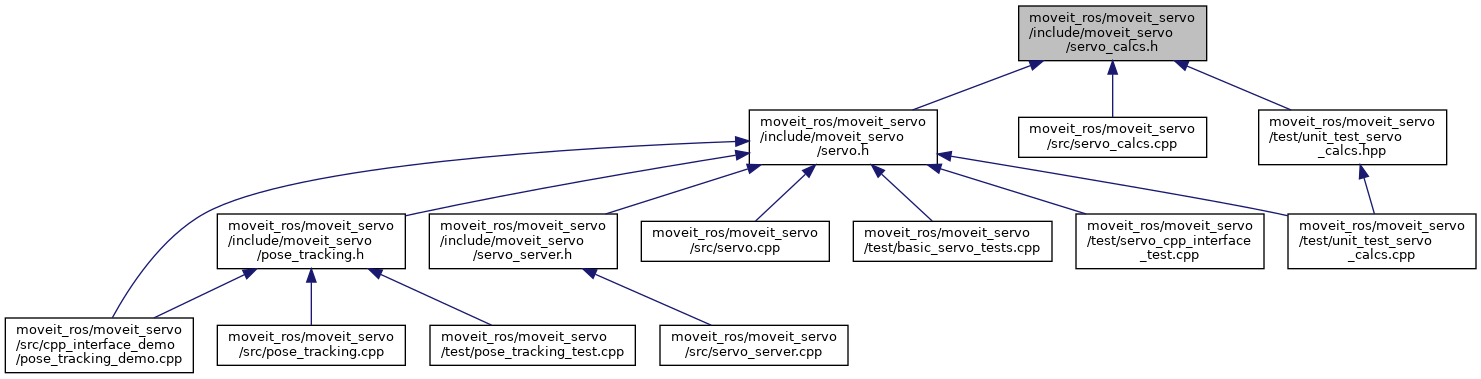 moveit_ros/moveit_servo
/include/moveit_servo
/servo_calcs.h
moveit_ros/moveit_servo
/include/moveit_servo
/servo.h
moveit_ros/moveit_servo
/src/servo_calcs.cpp
moveit_ros/moveit_servo
/test/unit_test_servo
_calcs.hpp
moveit_ros/moveit_servo
/include/moveit_servo
/pose_tracking.h
moveit_ros/moveit_servo
/include/moveit_servo
/servo_server.h
moveit_ros/moveit_servo
/src/servo.cpp
moveit_ros/moveit_servo
/test/basic_servo_tests.cpp
moveit_ros/moveit_servo
/test/servo_cpp_interface
_test.cpp
moveit_ros/moveit_servo
/test/unit_test_servo
_calcs.cpp
moveit_ros/moveit_servo
/src/cpp_interface_demo
/pose_tracking_demo.cpp
moveit_ros/moveit_servo
/src/pose_tracking.cpp
moveit_ros/moveit_servo
/test/pose_tracking_test.cpp
moveit_ros/moveit_servo
/src/servo_server.cpp